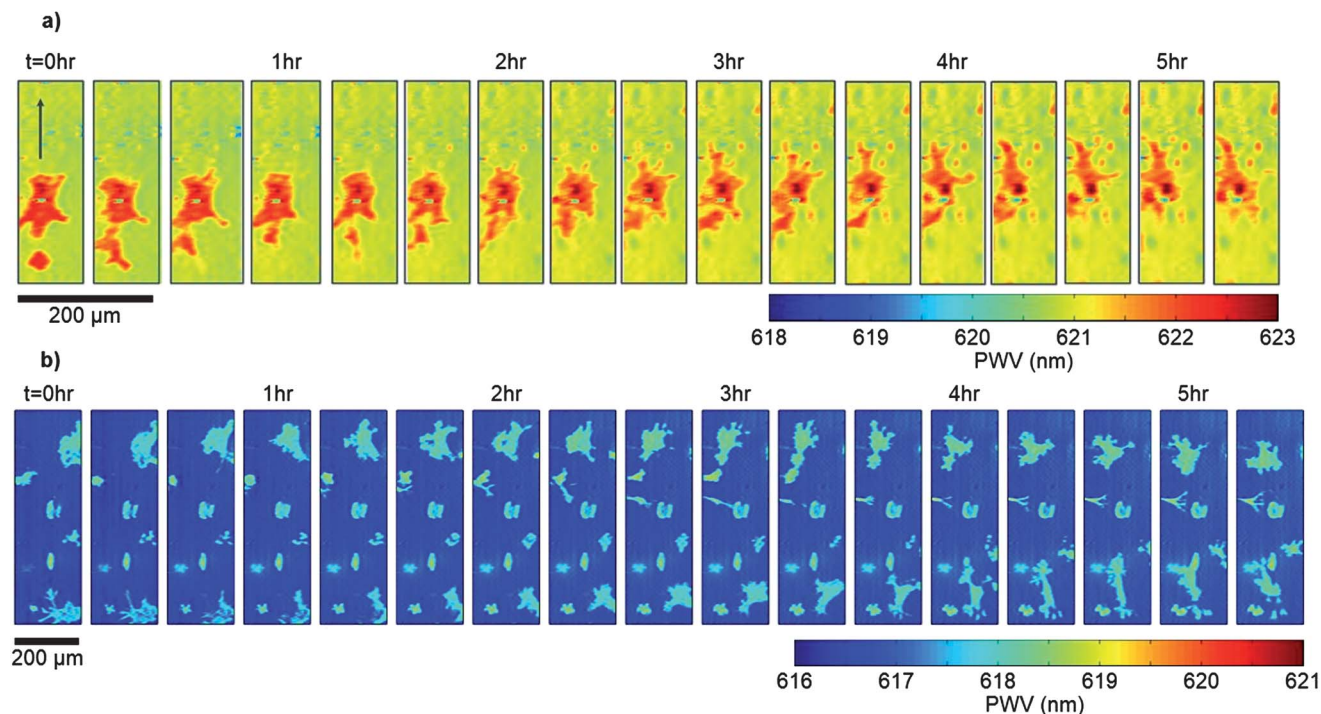 a)
t=0hr 1hr 2hr 3hr 4hr 5hr
200 µm
618 619 620 621 622 623
PWV (nm)
b)
t=0hr 1hr 2hr 3hr 4hr 5hr
200 µm
616 617 618 619 620 621
PWV (nm)